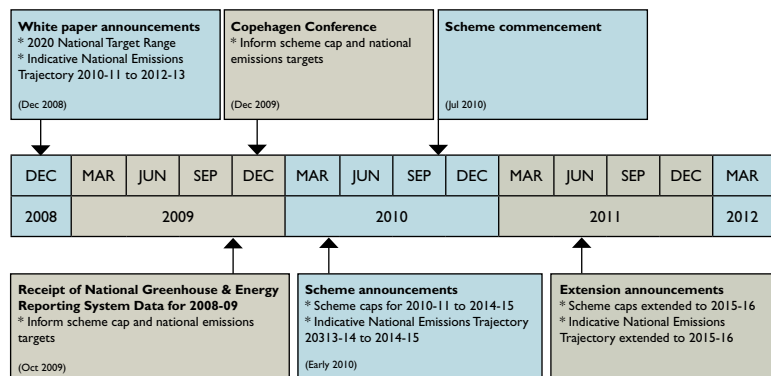 White paper announcements
* 2020 National Target Range
* Indicative National Emissions
Trajectory 2010-11 to 2012-13
(Dec 2008)
Copehagen Conference
* Inform scheme cap and national
emissions targets
(Dec 2009)
Scheme commencement
(Jul 2010)
DEC MAR JUN SEP DEC MAR JUN SEP DEC MAR JUN SEP DEC MAR
2008 2009 2010 2011 2012
Receipt of National Greenhouse & Energy
Reporting System Data for 2008-09
* Inform scheme cap and national emissions
targets
(Oct 2009)
Scheme announcements
* Scheme caps for 2010-11 to 2014-15
* Indicative National Emissions Trajectory
20313-14 to 2014-15
(Early 2010)
Extension announcements
* Scheme caps extended to 2015-16
* Indicative National Emissions
Trajectory extended to 2015-16